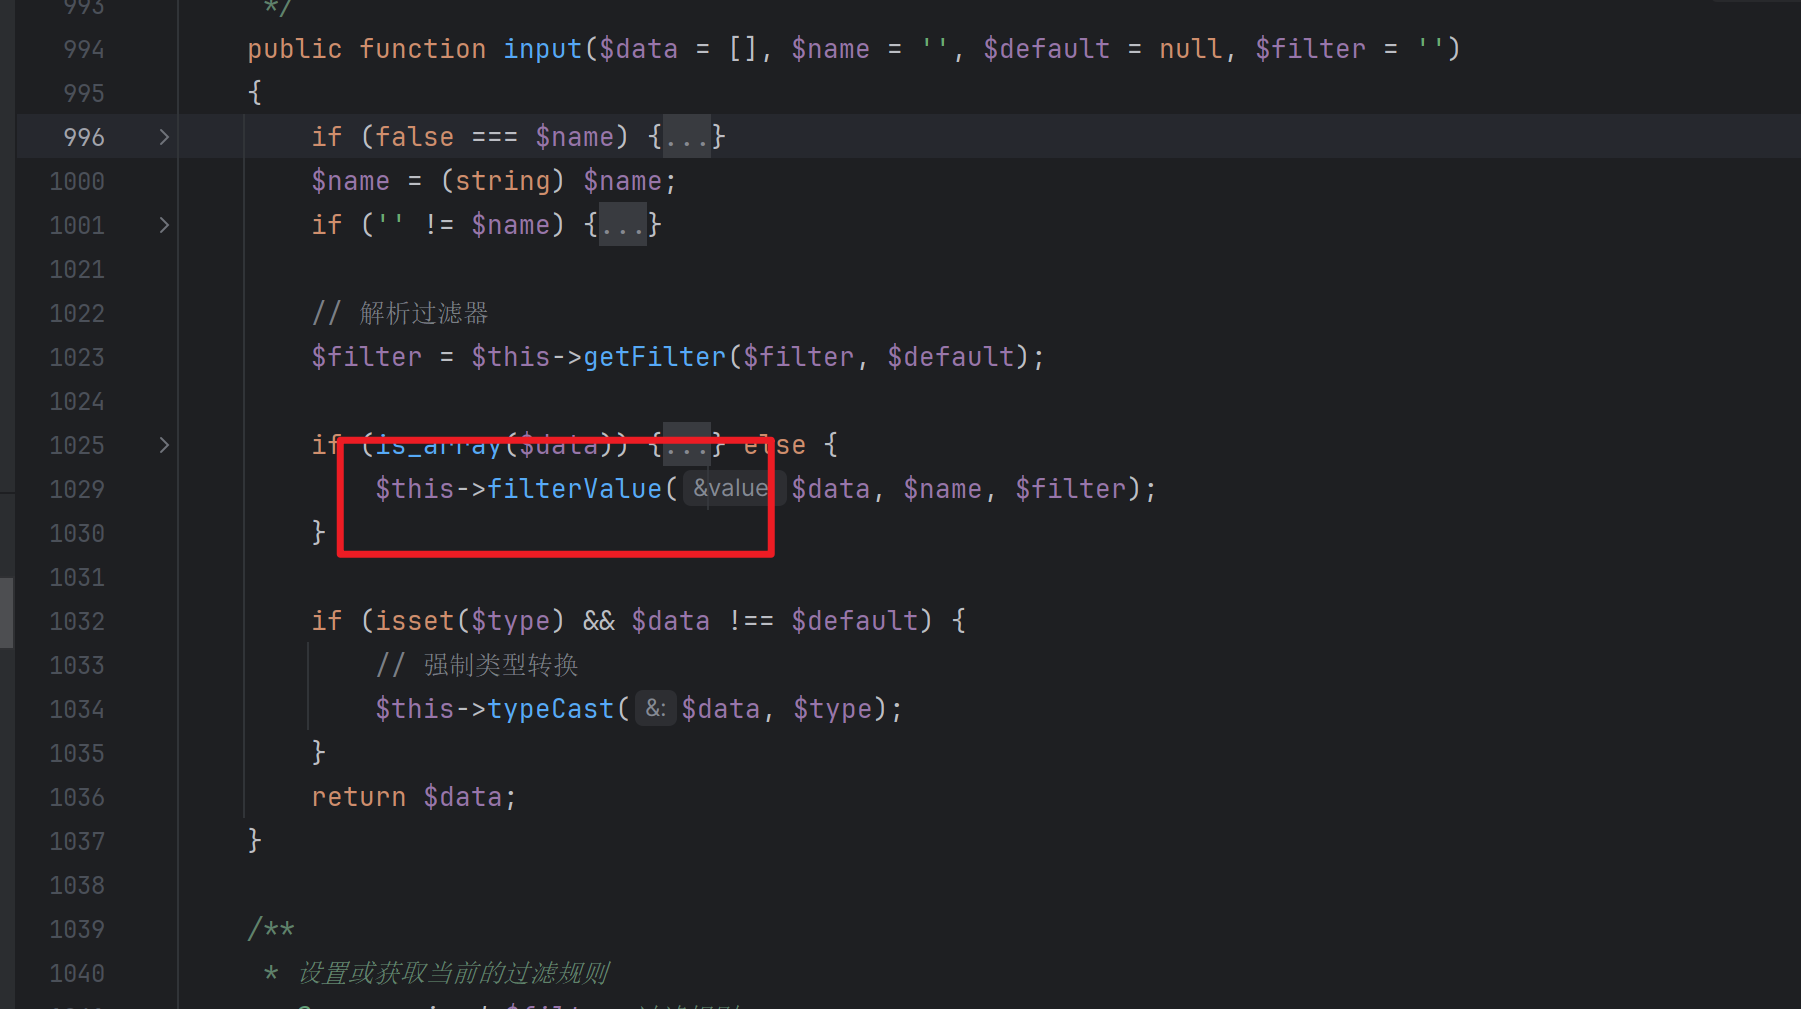 993 */
994 public function input($data = [], $name = '', $default = null, $filter = '')
995 {
996 if (false === $name) {...}
1000 $name = (string) $name;
1001 if ('' != $name) {...}
1021
1022 // 解析过滤器
1023 $filter = $this->getFilter($filter, $default);
1024
1025 if (is_array($data)) {...} else {
1029 $this->filterValue( &value $data, $name, $filter);
1030 }
1031
1032 if (isset($type) && $data !== $default) {
1033 // 强制类型转换
1034 $this->typeCast( &: $data, $type);
1035 }
1036 return $data;
1037 }
1038
1039 /**
1040 * 设置或获取当前的过滤规则